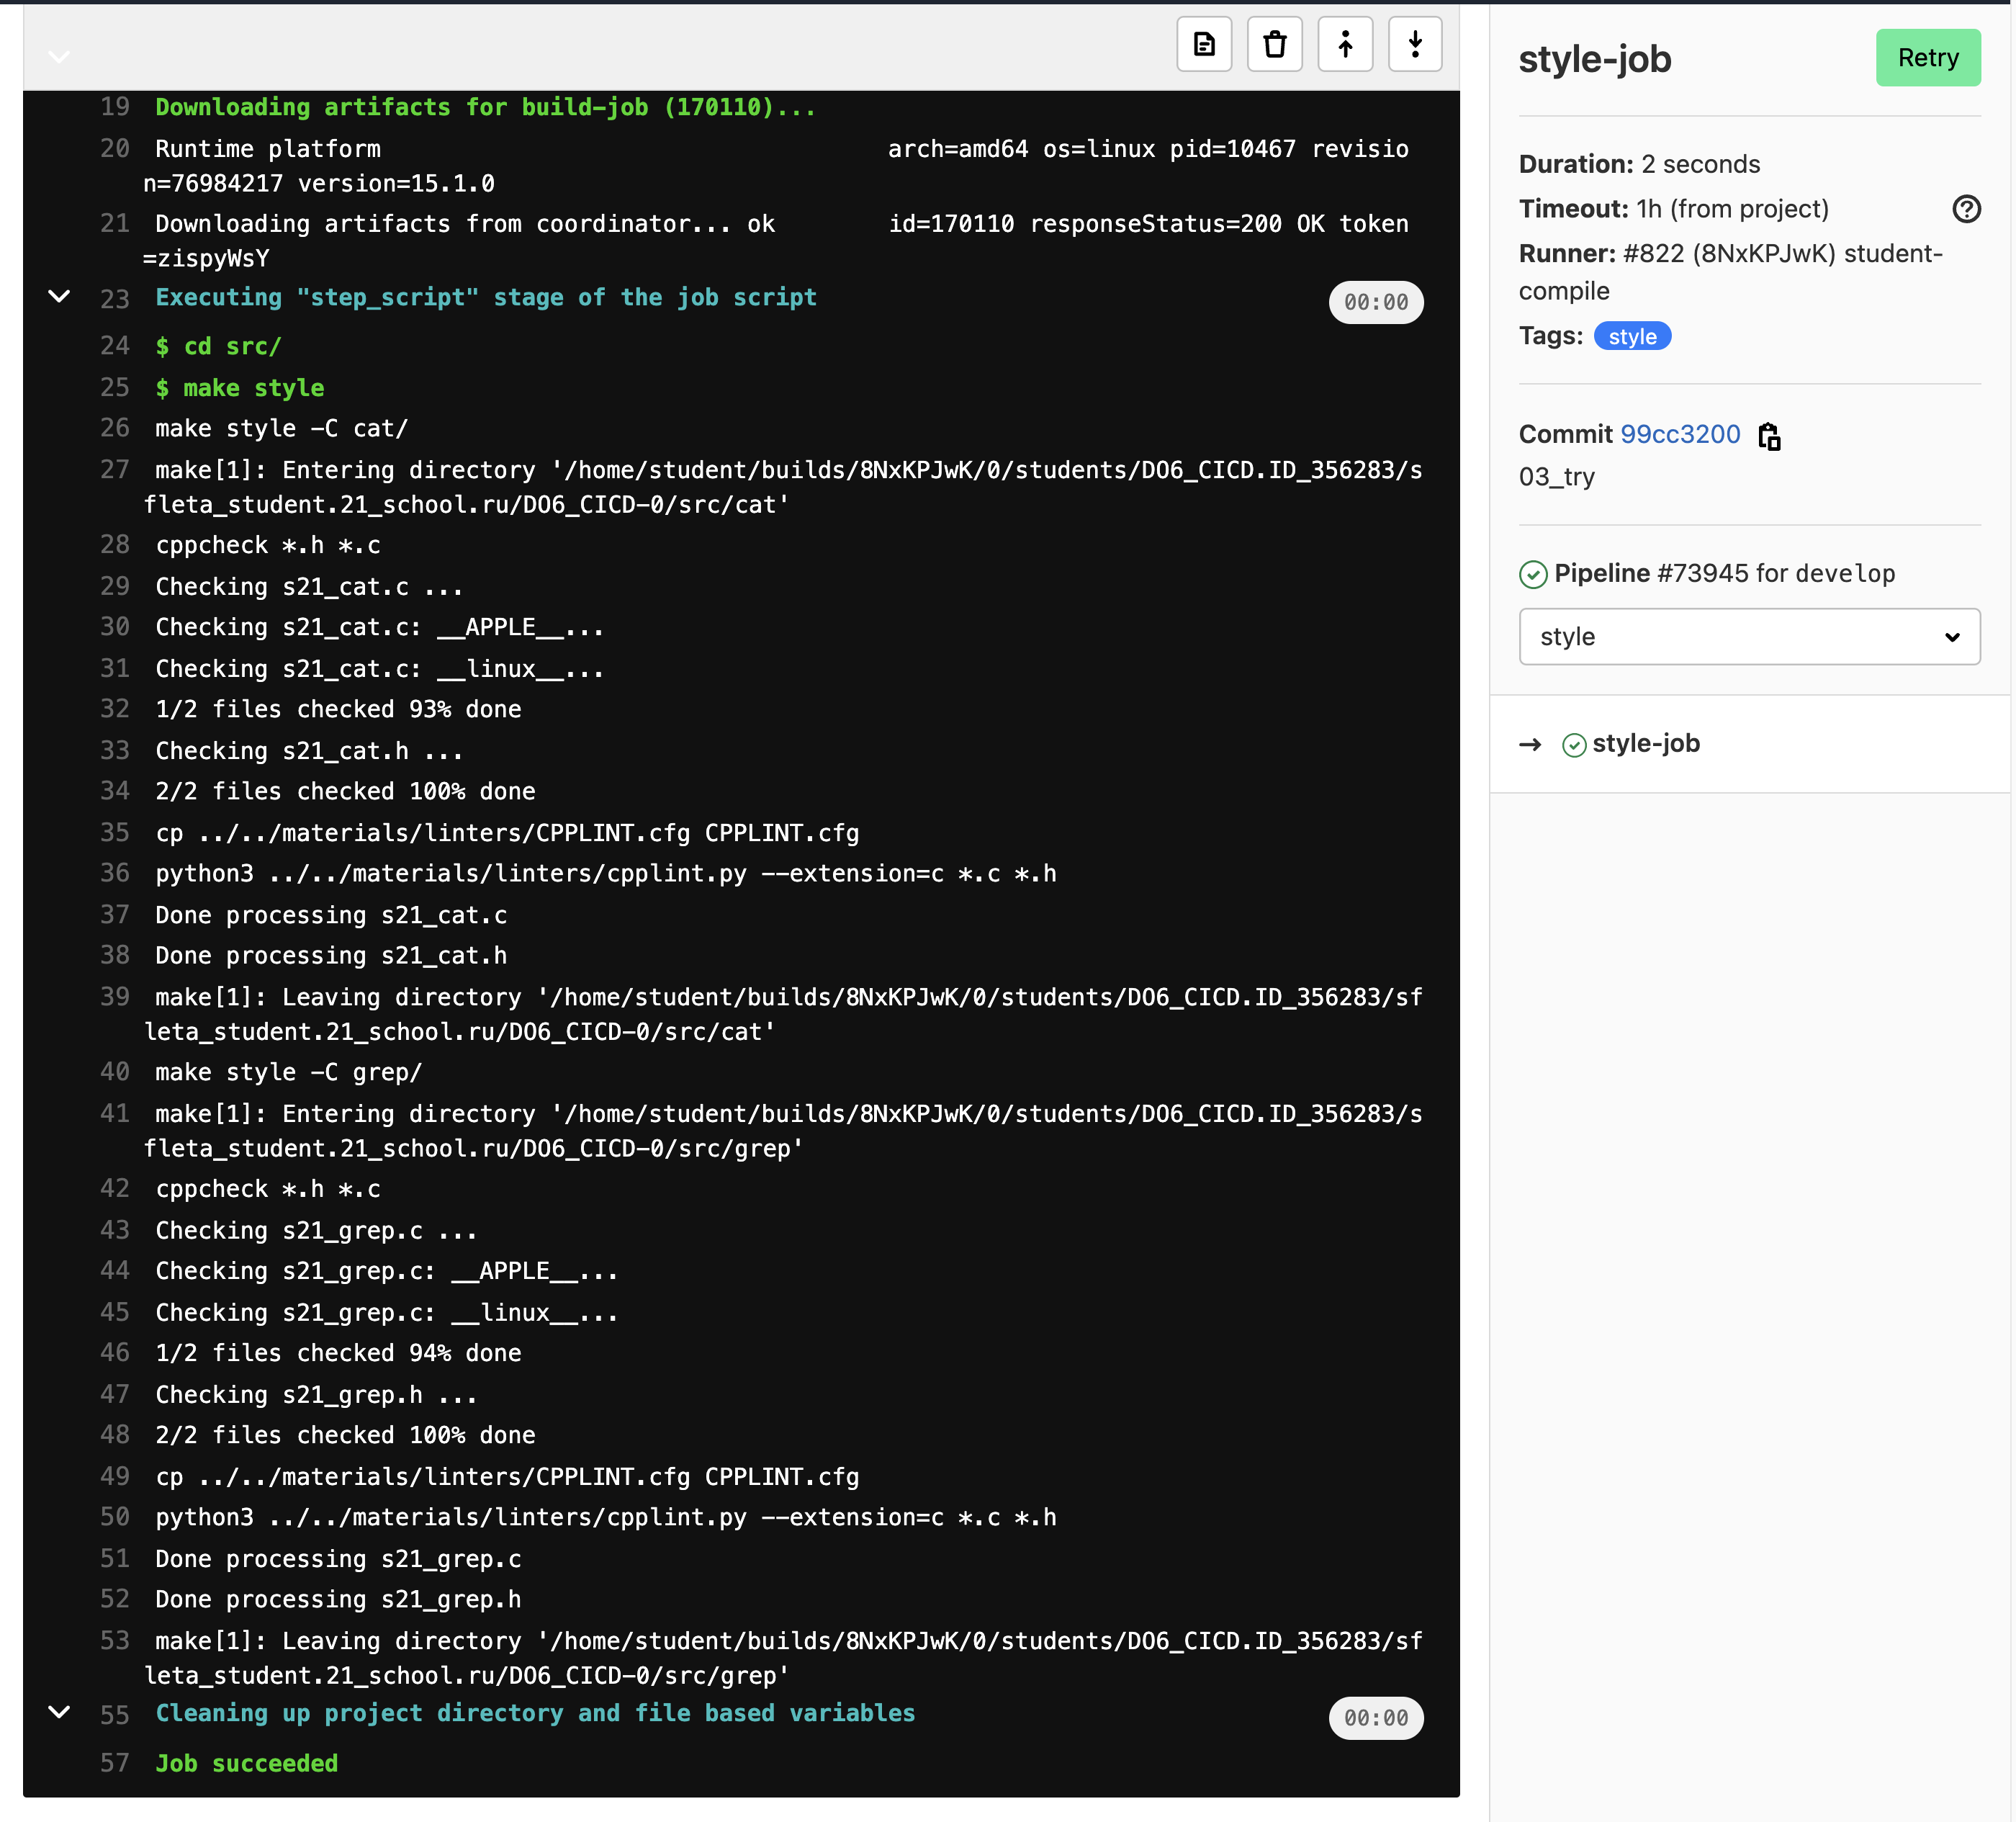 19 Downloading artifacts for build-job (170110)...
20 Runtime platform arch=amd64 os=linux pid=10467 revisio
n=76984217 version=15.1.0
21 Downloading artifacts from coordinator... ok id=170110 responseStatus=200 OK token
=zispyWsY
23 Executing "step_script" stage of the job script 00:00
24 $ cd src/
25 $ make style
26 make style -C cat/
27 make[1]: Entering directory '/home/student/builds/8NxKPJwK/0/students/DO6_CICD.ID_356283/s
fleta_student.21_school.ru/DO6_CICD-0/src/cat'
28 cppcheck *.h *.c
29 Checking s21_cat.c ...
30 Checking s21_cat.c: __APPLE__...
31 Checking s21_cat.c: __linux__...
32 1/2 files checked 93% done
33 Checking s21_cat.h ...
34 2/2 files checked 100% done
35 cp ../../materials/linters/CPPLINT.cfg CPPLINT.cfg
36 python3 ../../materials/linters/cpplint.py --extension=c *.c *.h
37 Done processing s21_cat.c
38 Done processing s21_cat.h
39 make[1]: Leaving directory '/home/student/builds/8NxKPJwK/0/students/DO6_CICD.ID_356283/sf
leta_student.21_school.ru/DO6_CICD-0/src/cat'
40 make style -C grep/
41 make[1]: Entering directory '/home/student/builds/8NxKPJwK/0/students/DO6_CICD.ID_356283/s
fleta_student.21_school.ru/DO6_CICD-0/src/grep'
42 cppcheck *.h *.c
43 Checking s21_grep.c ...
44 Checking s21_grep.c: __APPLE__...
45 Checking s21_grep.c: __linux__...
46 1/2 files checked 94% done
47 Checking s21_grep.h ...
48 2/2 files checked 100% done
49 cp ../../materials/linters/CPPLINT.cfg CPPLINT.cfg
50 python3 ../../materials/linters/cpplint.py --extension=c *.c *.h
51 Done processing s21_grep.c
52 Done processing s21_grep.h
53 make[1]: Leaving directory '/home/student/builds/8NxKPJwK/0/students/DO6_CICD.ID_356283/sf
leta_student.21_school.ru/DO6_CICD-0/src/grep'
55 Cleaning up project directory and file based variables 00:00
57 Job succeeded
style-job
Retry
Duration: 2 seconds
Timeout: 1h (from project)
Runner: #822 (8NxKPJwK) student-
compile
Tags: style
Commit 99cc3200
03_try
Pipeline #73945 for develop
style
style-job